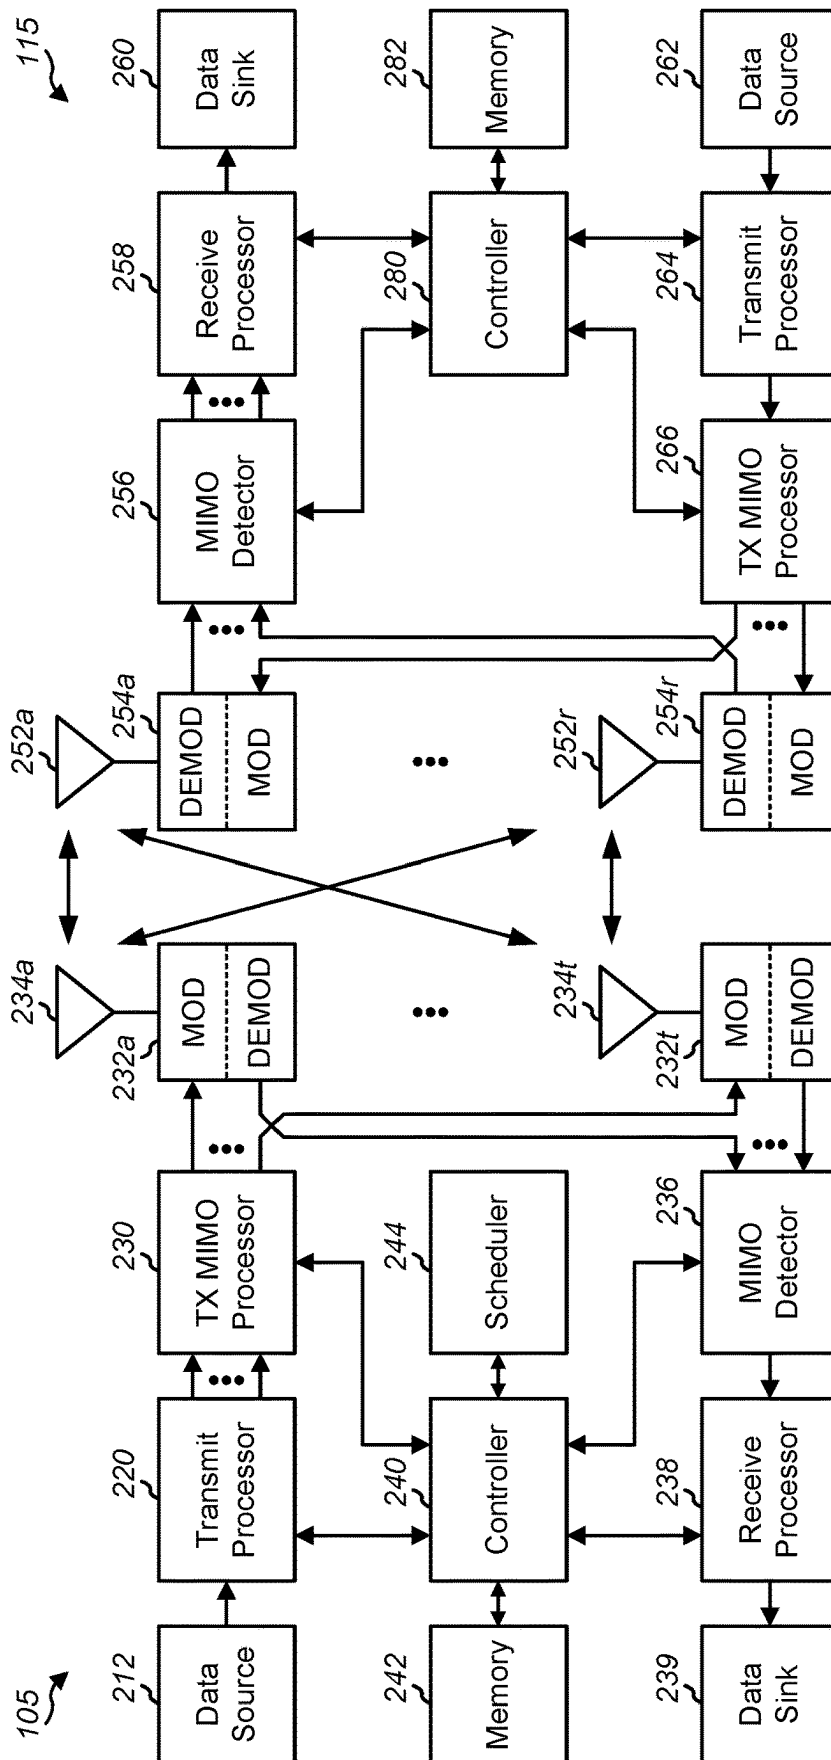 105
212
Data
Source
220
Transmit
Processor
•••
230
TX MIMO
Processor
•••
234a
232a
MOD
DEMOD
252a
254a
DEMOD
MOD
•••
256
MIMO
Detector
•••
258
Receive
Processor
260
Data
Sink
115
242
Memory
240
Controller
244
Scheduler
•••
•••
280
Controller
282
Memory
239
Data
Sink
238
Receive
Processor
236
MIMO
Detector
•••
234t
232t
MOD
DEMOD
252r
254r
DEMOD
MOD
•••
266
TX MIMO
Processor
264
Transmit
Processor
262
Data
Source